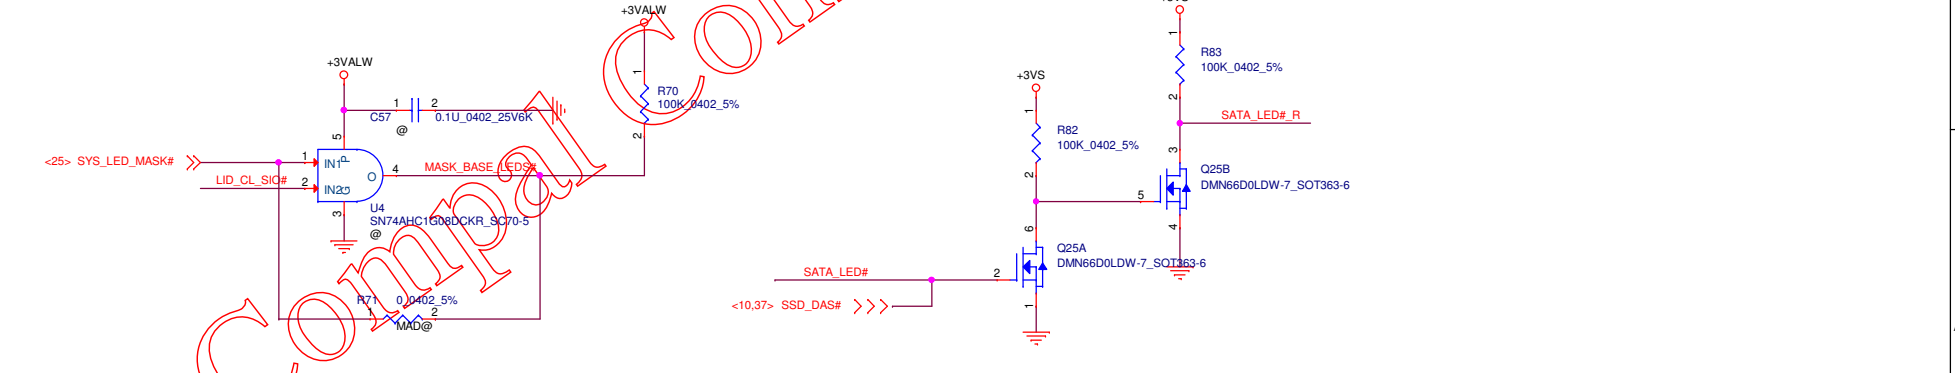 +3VALW
+3VALW
+3VS
1
R83
100K_0402_5%
2
SATA_LED#_R
1
R70
100K_0402_5%
2
1
2
C57
0.1U_0402_25V6K
@
1
R82
100K_0402_5%
2
<25> SYS_LED_MASK#
1
IN1
P
5
LID_CL_SIO#
2
IN2
G
O
4
MASK_BASE_LEDS#
3
U4
SN74AHC1G08DCKR_SC70-5
@
3
Q25B
DMN66D0LDW-7_SOT363-6
5
4
6
Q25A
DMN66D0LDW-7_SOT363-6
SATA_LED#
2
<10,37> SSD_DAS#
1
R71
0_0402_5%
1
2
MAD@
Compal Con